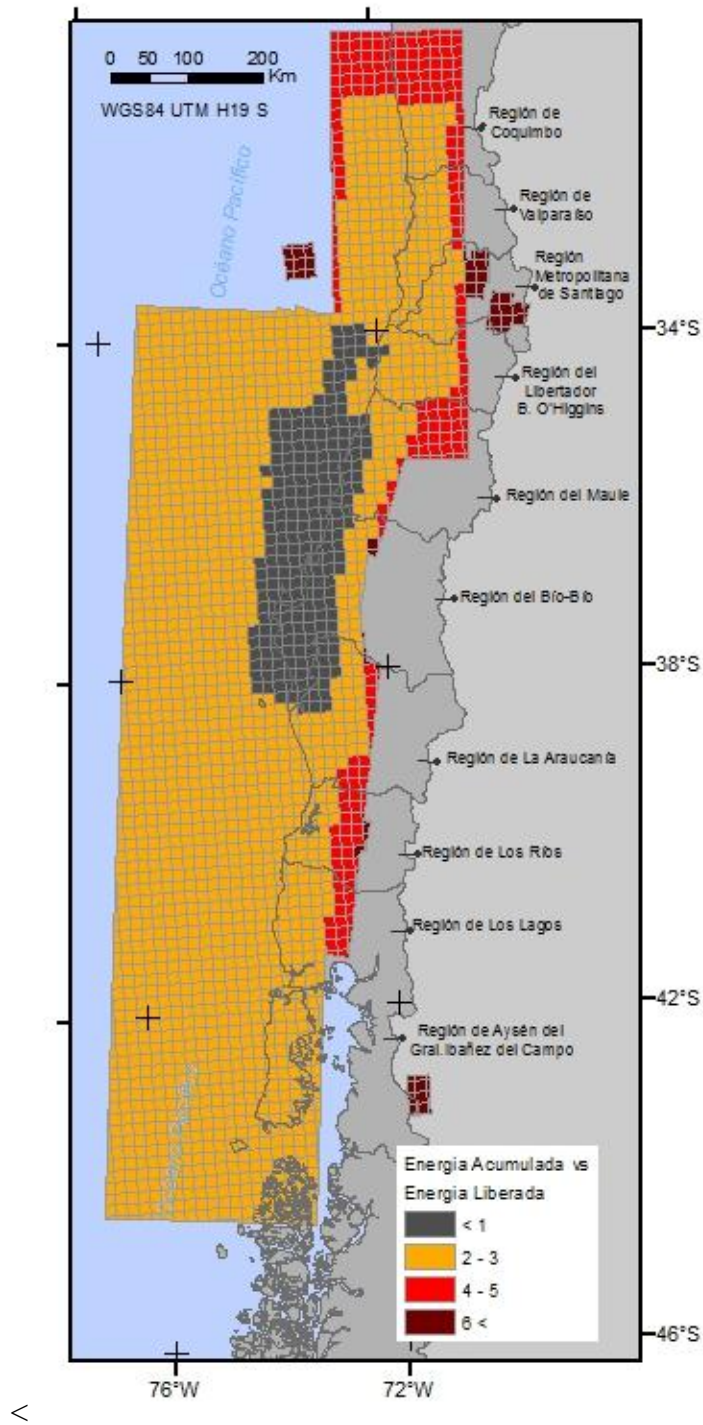 0 50 100 200
Km
WGS84 UTM H19 S
Océano Pacífico
Región de
Coquimbo
Región de
Valparaíso
Región
Metropolitana
de Santiago
34°S
Región del
Libertador
B. O'Higgins
Región del Maule
Región del Bío-Bío
38°S
Región de La Araucanía
Región de Los Ríos
Región de Los Lagos
42°S
Región de Aysén del
Gral.Ibañez del Campo
Océano Pacífico
Energia Acumulada vs
Energia Liberada
< 1
2 - 3
4 - 5
6 <
46°S
76°W 72°W
<